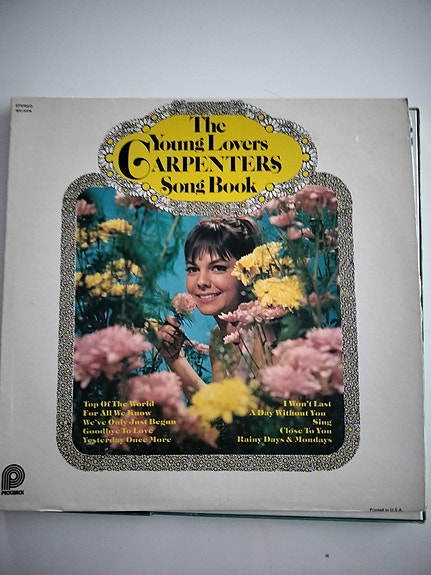 STEREO
The
Young Lovers
CARPENTERS
Song Book
Top Of The World
For All We Know
We've Only Just Begun
Goodbye To Love
Yesterday Once More
I Won't Last
A Day Without You
Sing
Close To You
Rainy Days & Mondays
PICKWICK
Printed in U.S.A.